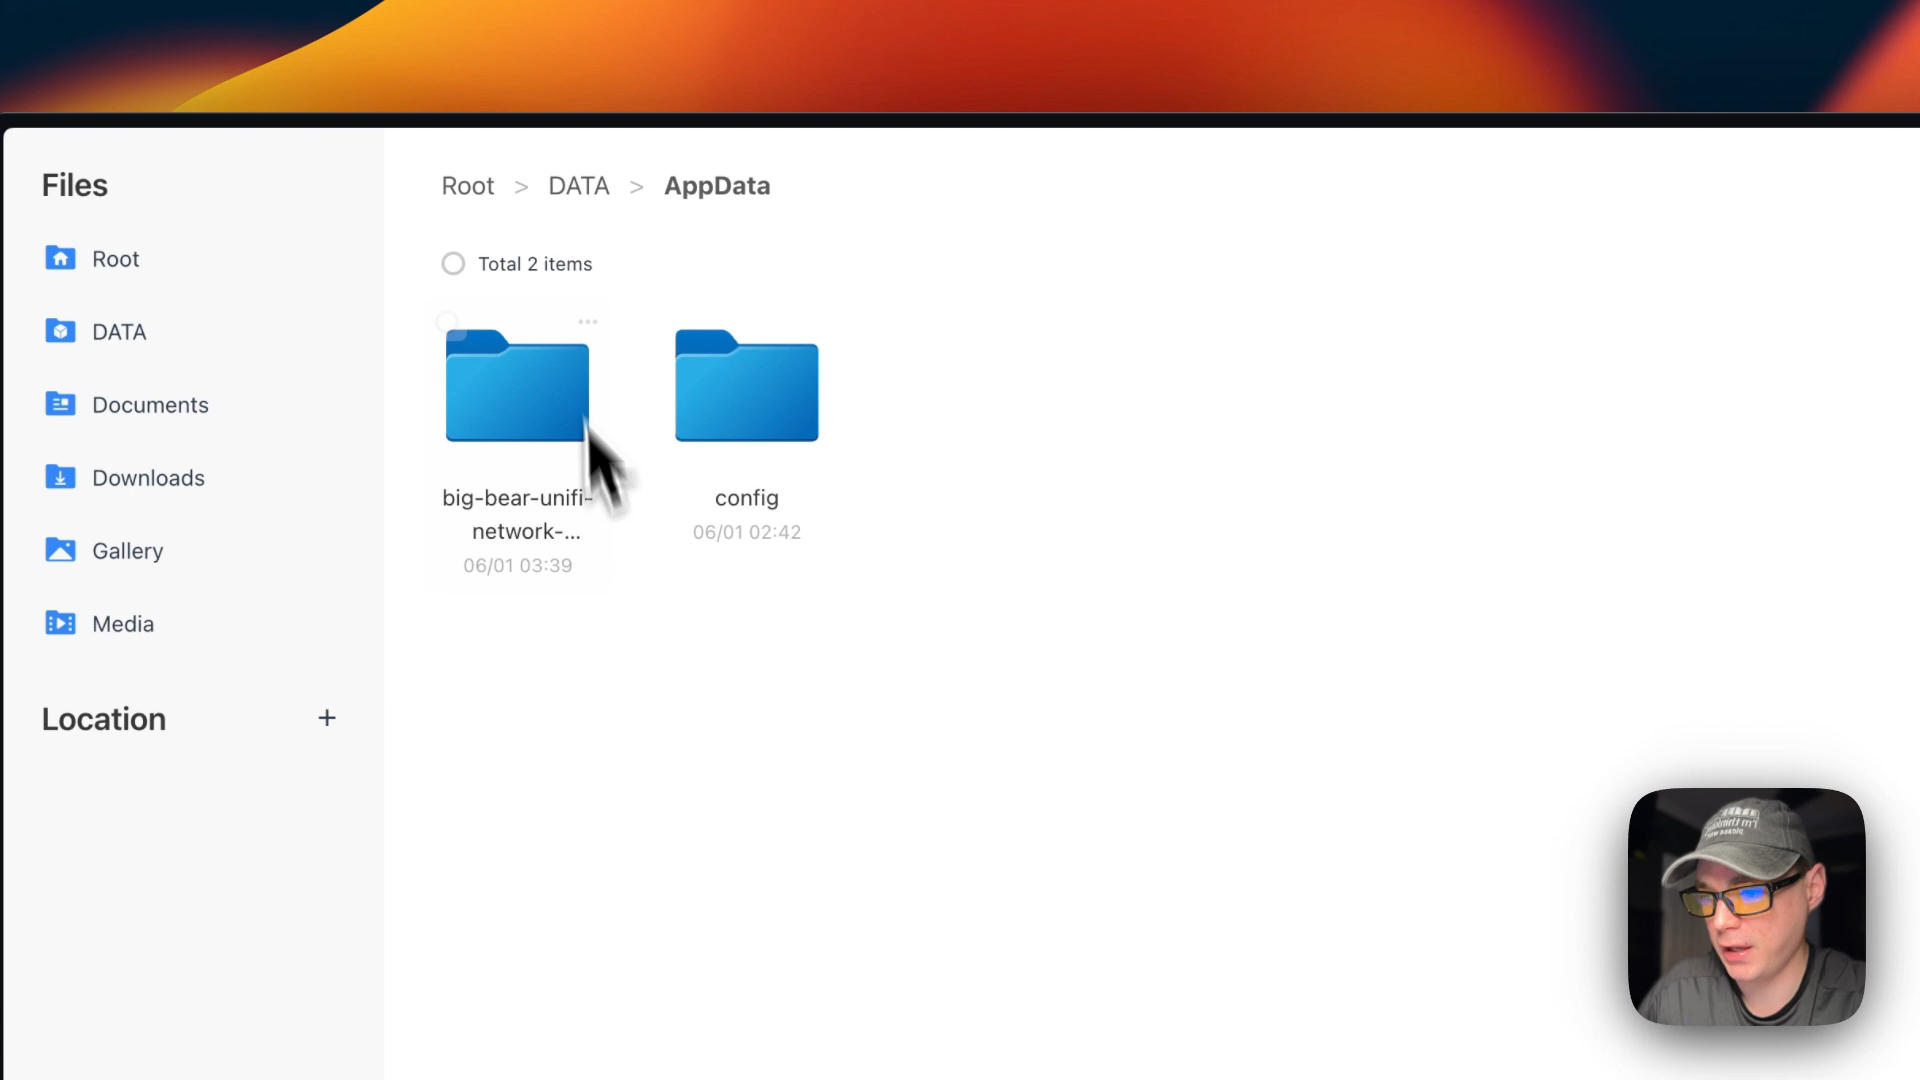 Files
Root
DATA
Documents
Downloads
Gallery
Media
Location +
Root > DATA > AppData
Total 2 items
big-bear-unifi-
network-...
06/01 03:39
config
06/01 02:42